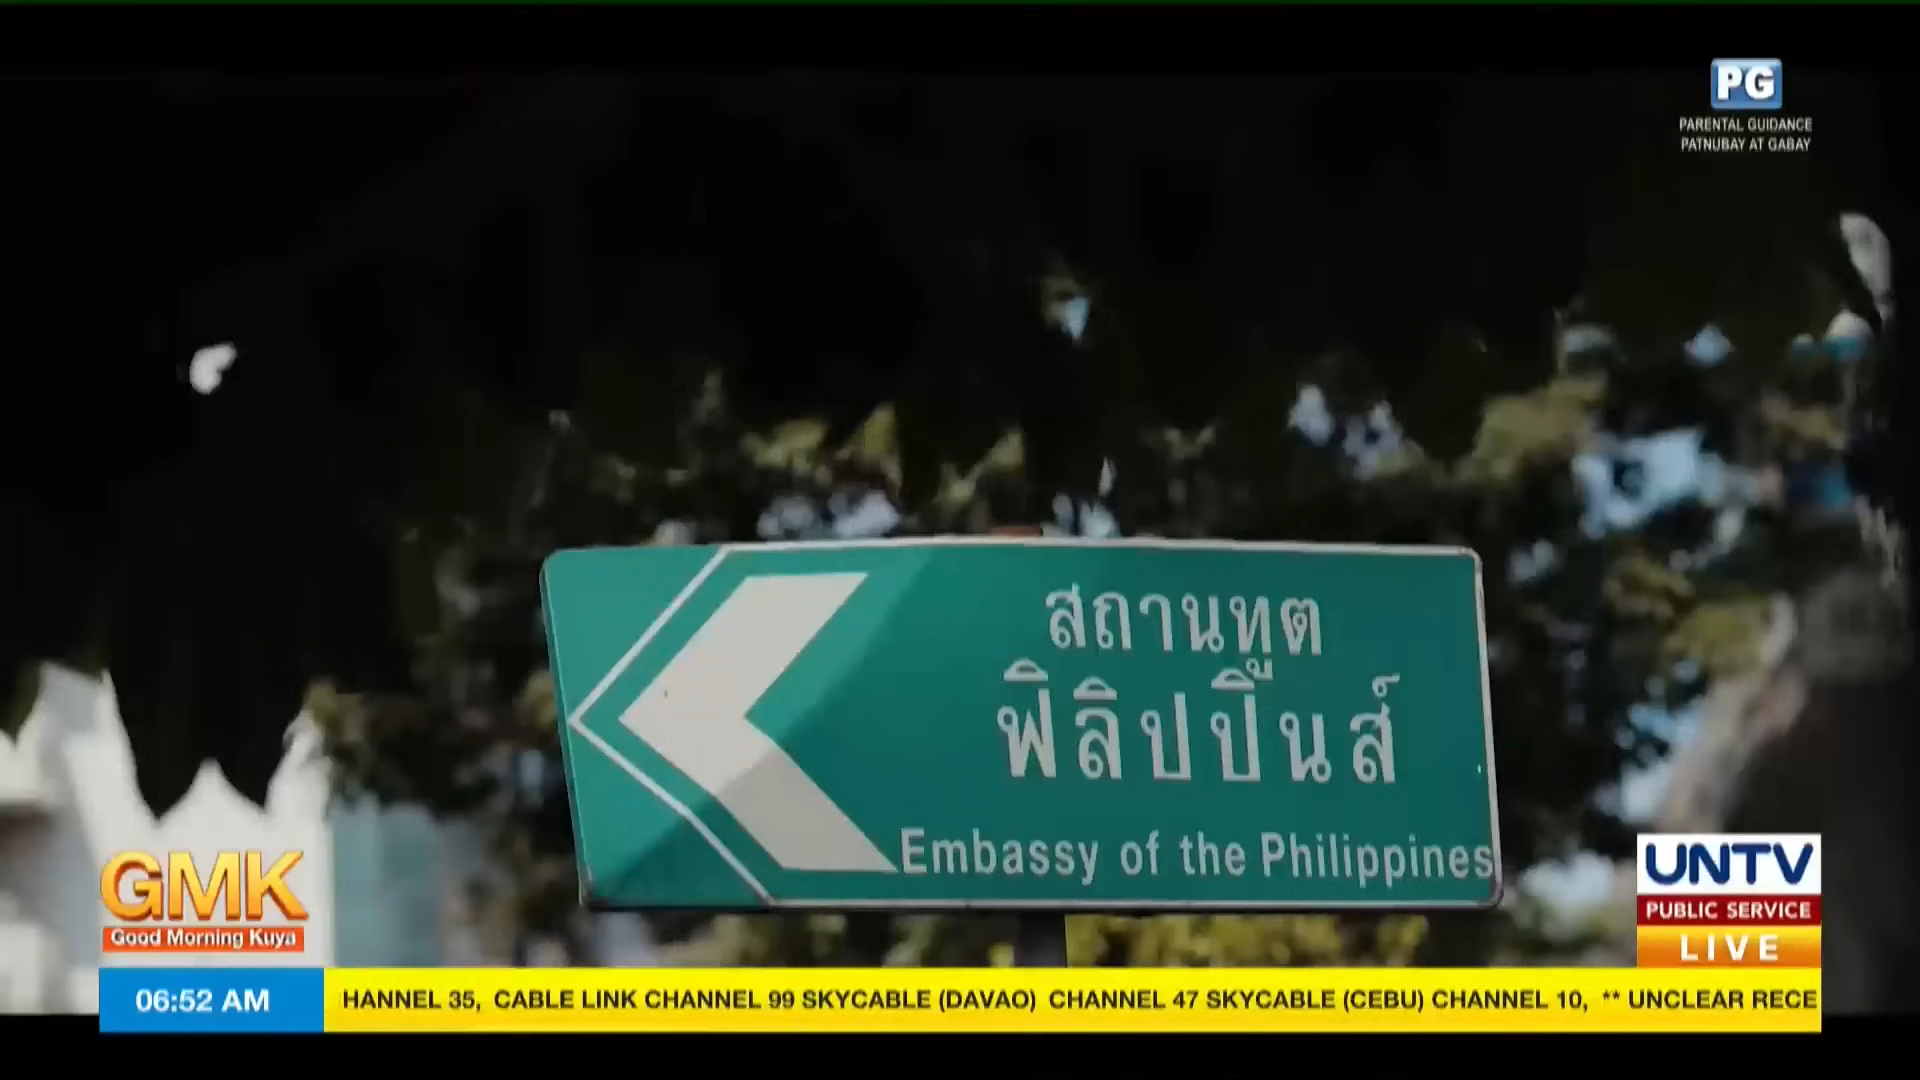 PG
PARENTAL GUIDANCE
PATNUBAY AT GABAY
สถานทูต
ฟิลิปปินส์
Embassy of the Philippines
GMK
Good Morning Kuya
UNTV
PUBLIC SERVICE
LIVE
06:52 AM
HANNEL 35, CABLE LINK CHANNEL 99 SKYCABLE (DAVAO) CHANNEL 47 SKYCABLE (CEBU) CHANNEL 10, ** UNCLEAR RECE